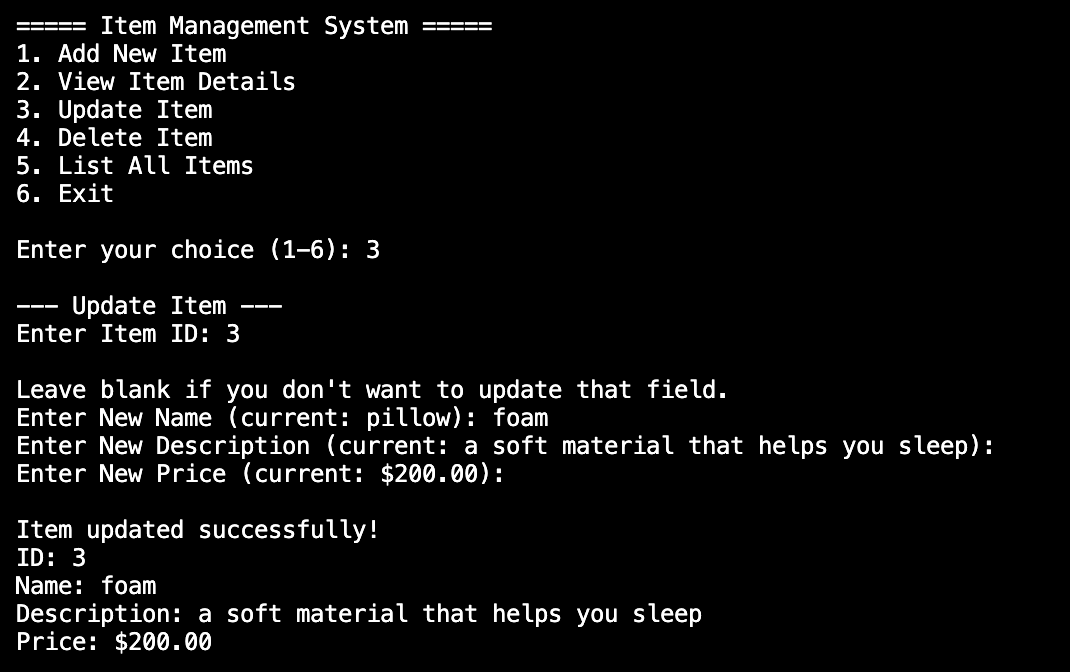 ===== Item Management System =====
1. Add New Item
2. View Item Details
3. Update Item
4. Delete Item
5. List All Items
6. Exit
Enter your choice (1-6): 3
--- Update Item ---
Enter Item ID: 3
Leave blank if you don't want to update that field.
Enter New Name (current: pillow): foam
Enter New Description (current: a soft material that helps you sleep):
Enter New Price (current: $200.00):
Item updated successfully!
ID: 3
Name: foam
Description: a soft material that helps you sleep
Price: $200.00